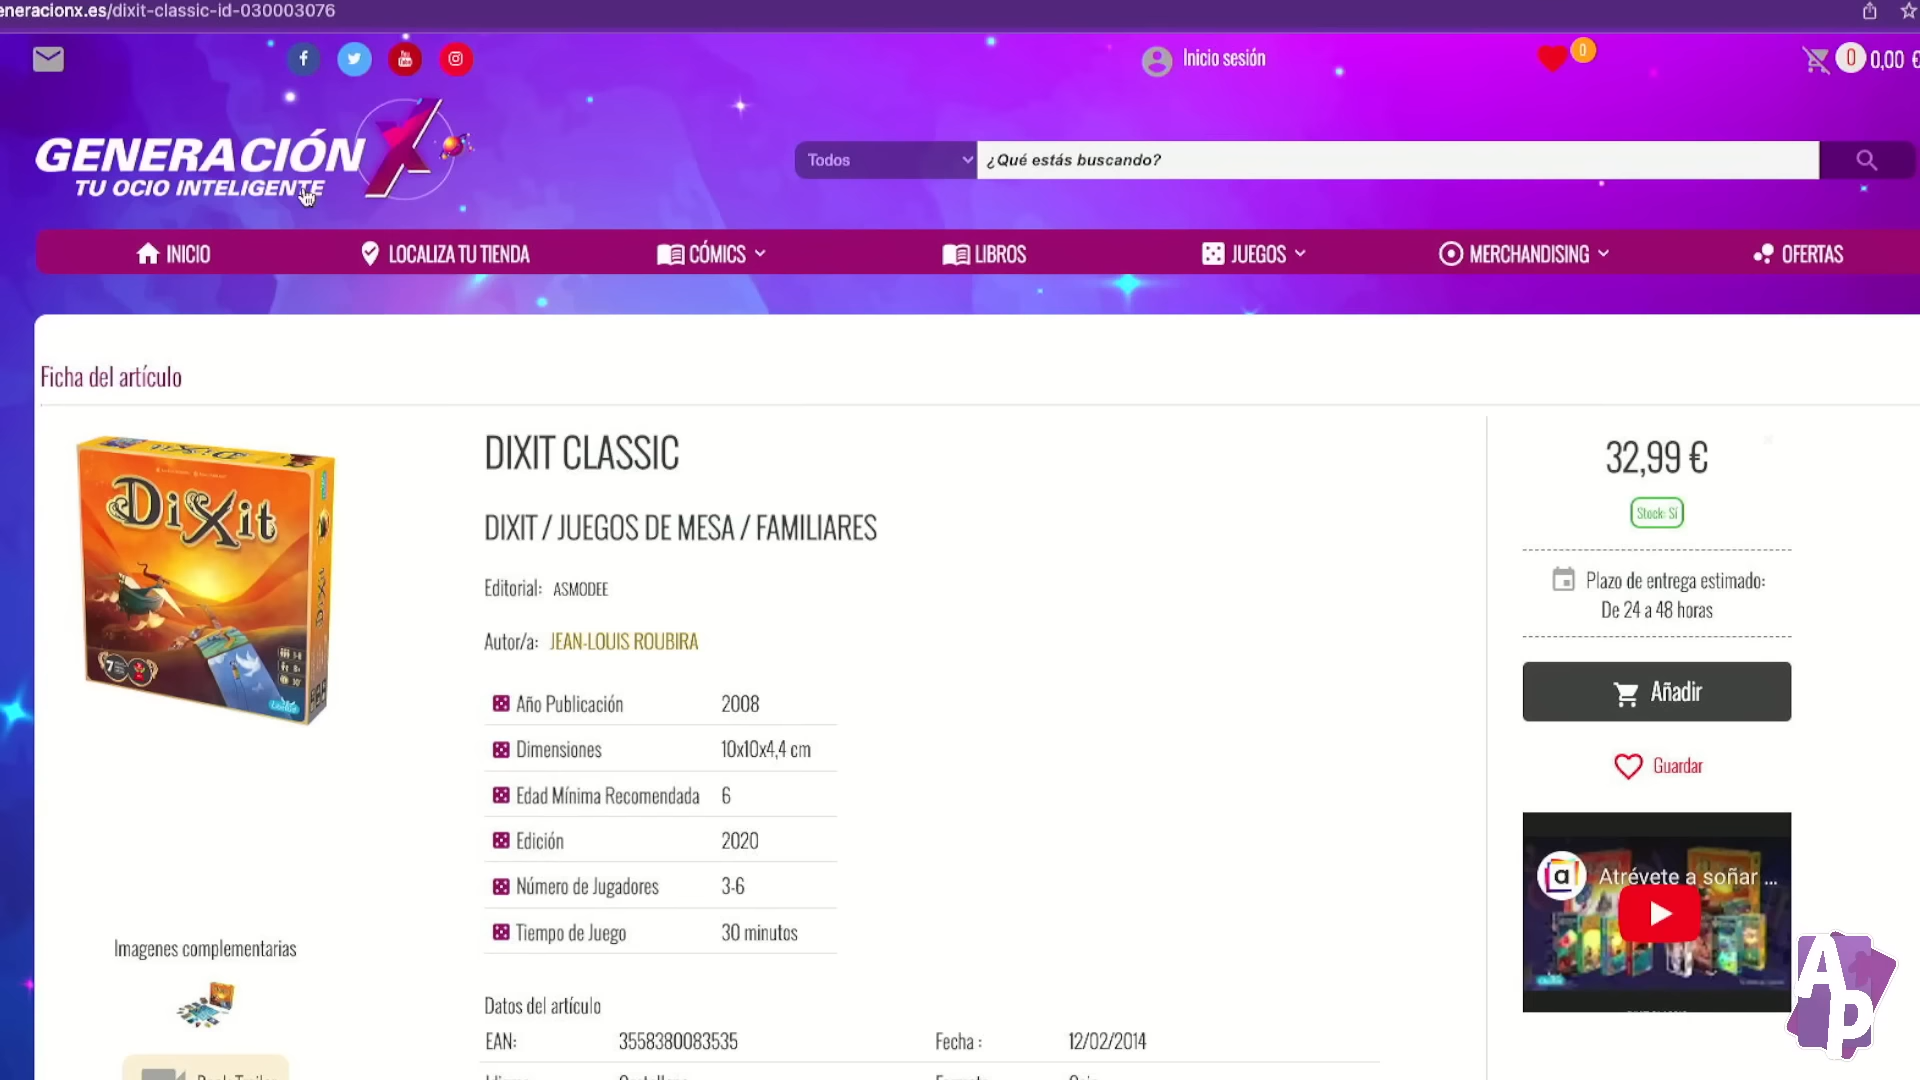 eneracionx.es/dixit-classic-id-030003076
Inicio sesión
0
0
0,00 €
GENERACIÓN X
TU OCIO INTELIGENTE
Todos
¿Qué estás buscando?
INICIO
LOCALIZA TU TIENDA
CÓMICS
LIBROS
JUEGOS
MERCHANDISING
OFERTAS
Ficha del artículo
DiXit
DiXit
DIXIT CLASSIC
DIXIT / JUEGOS DE MESA / FAMILIARES
Editorial: ASMODEE
Autor/a: JEAN-LOUIS ROUBIRA
Año Publicación 2008
Dimensiones 10x10x4,4 cm
Edad Mínima Recomendada 6
Edición 2020
Número de Jugadores 3-6
Tiempo de Juego 30 minutos
Datos del artículo
EAN: 3558380083535 Fecha : 12/02/2014
32,99 €
Stock: Sí
Plazo de entrega estimado:
De 24 a 48 horas
Añadir
Guardar
Atrévete a soñar ...
Imagenes complementarias
AP